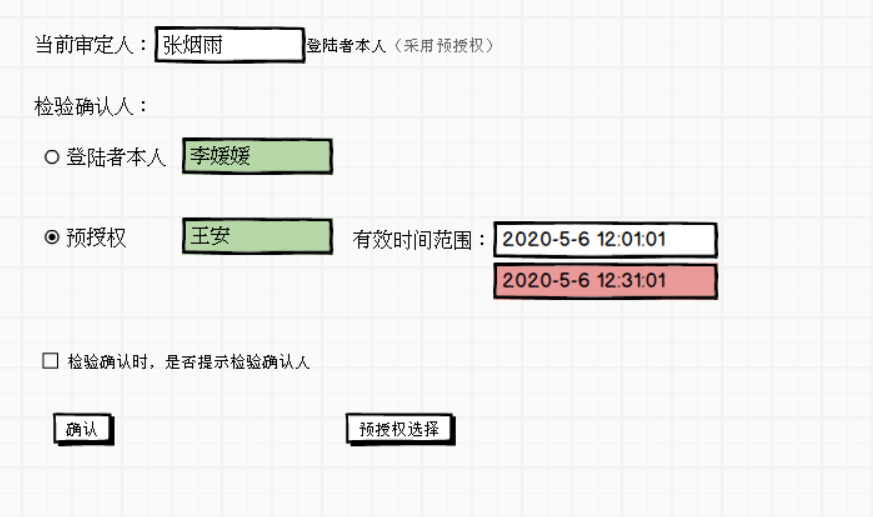 当前审定人： 张烟雨 登陆者本人（采用预授权）
检验确认人：
登陆者本人 李媛媛
预授权 王安 有效时间范围： 2020-5-6 12:01:01
2020-5-6 12:31:01
检验确认时，是否提示检验确认人
确认 预授权选择